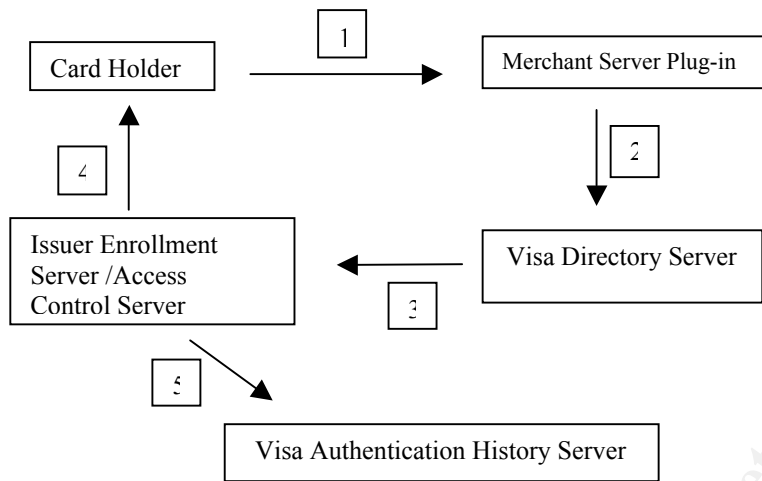 1
Card Holder
Merchant Server Plug-in
2
4
Issuer Enrollment
Server /Access
Control Server
Visa Directory Server
3
5
Visa Authentication History Server